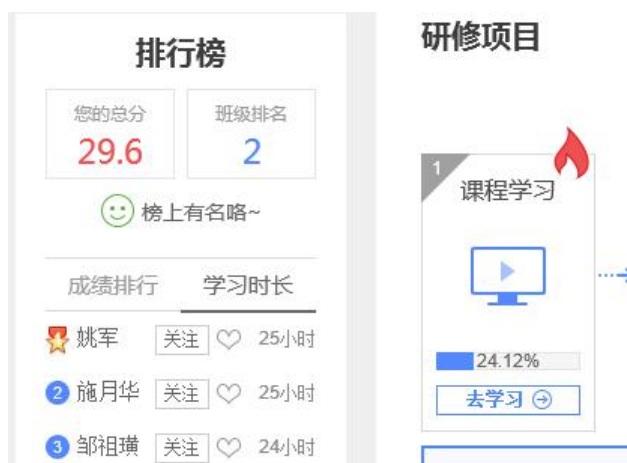 排行榜
您的总分
29.6
班级排名
2
榜上有名咯~
成绩排行 学习时长
姚军 关注 25小时
2 施月华 关注 25小时
3 邹祖璜 关注 24小时
研修项目
1
课程学习
24.12%
去学习